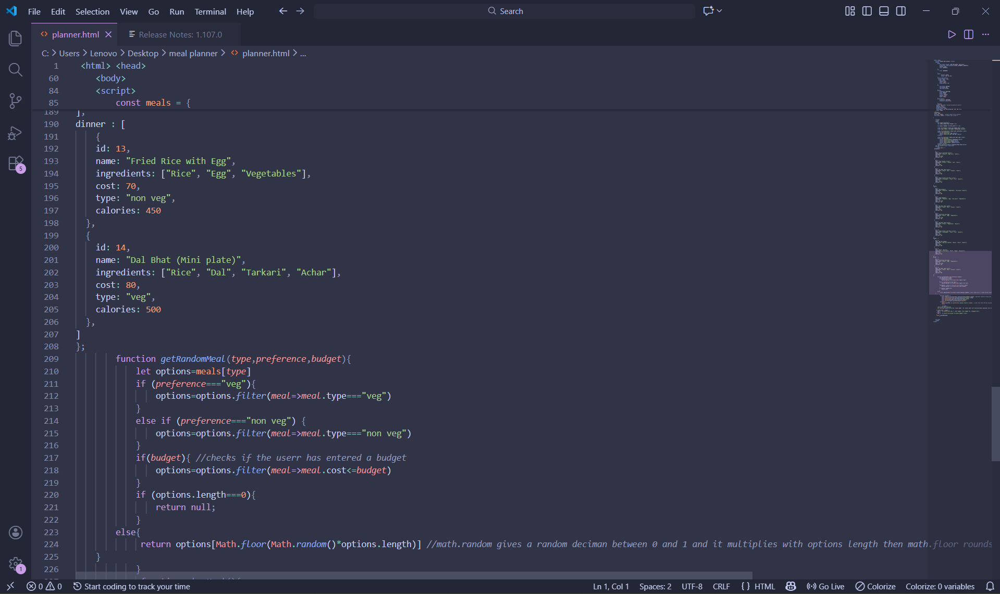 File Edit Selection View Go Run Terminal Help
Search
planner.html
Release Notes: 1.107.0
C: > Users > Lenovo > Desktop > meal planner > planner.html > ...
1 <html> <head>
60 <body>
84 <script>
85 const meals = {
189 ],
190 dinner : [
191 {
192 id: 13,
193 name: "Fried Rice with Egg",
194 ingredients: ["Rice", "Egg", "Vegetables"],
195 cost: 70,
196 type: "non veg",
197 calories: 450
198 },
199 {
200 id: 14,
201 name: "Dal Bhat (Mini plate)",
202 ingredients: ["Rice", "Dal", "Tarkari", "Achar"],
203 cost: 80,
204 type: "veg",
205 calories: 500
206 },
207 ]
208 };
209 function getRandomMeal(type,preference,budget){
210 let options=meals[type]
211 if (preference==="veg"){
212 options=options.filter(meal=>meal.type==="veg")
213 }
214 else if (preference==="non veg") {
215 options=options.filter(meal=>meal.type==="non veg")
216 }
217 if(budget){ //checks if the userr has entered a budget
218 options=options.filter(meal=>meal.cost<=budget)
219 }
220 if (options.length===0){
221 return null;
222 }
223 else{
224 return options[Math.floor(Math.random()*options.length)] //math.random gives a random deciman between 0 and 1 and it multiplies with options length then math.floor rounds
225 }
226 }
5
1
0 0 Start coding to track your time
Ln 1, Col 1 Spaces: 2 UTF-8 CRLF { } HTML Go Live Colorize Colorize: 0 variables